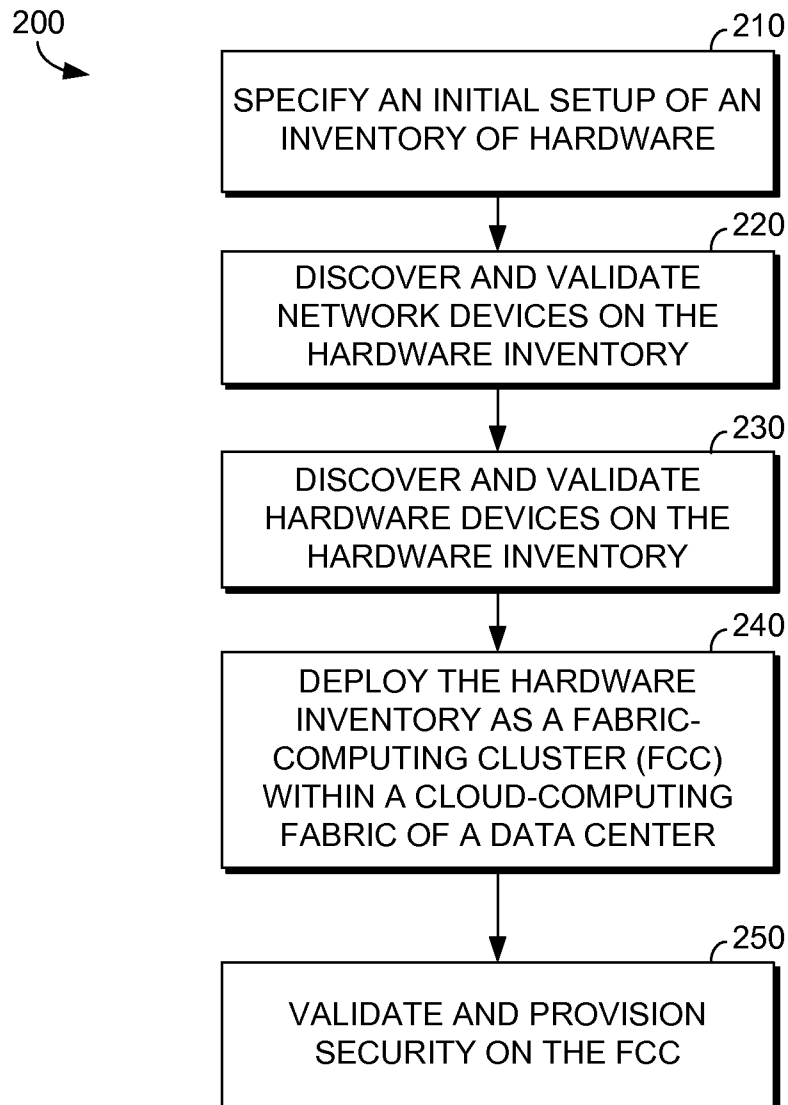 200
210
SPECIFY AN INITIAL SETUP OF AN
INVENTORY OF HARDWARE
220
DISCOVER AND VALIDATE
NETWORK DEVICES ON THE
HARDWARE INVENTORY
230
DISCOVER AND VALIDATE
HARDWARE DEVICES ON THE
HARDWARE INVENTORY
240
DEPLOY THE HARDWARE
INVENTORY AS A FABRIC-
COMPUTING CLUSTER (FCC)
WITHIN A CLOUD-COMPUTING
FABRIC OF A DATA CENTER
250
VALIDATE AND PROVISION
SECURITY ON THE FCC